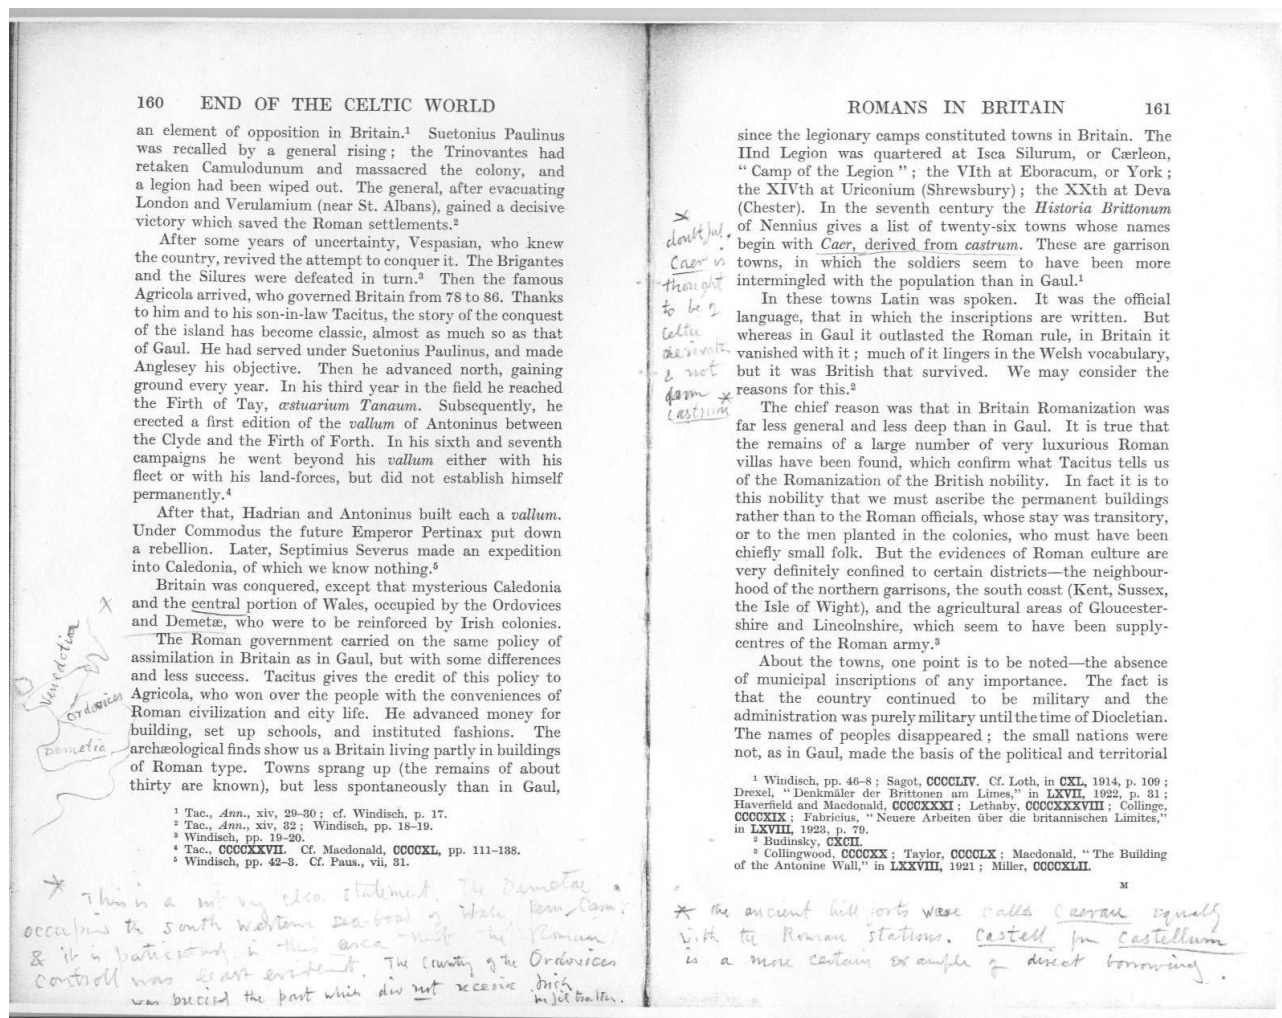 160 END OF THE CELTIC WORLD
an element of opposition in Britain.¹ Suetonius Paulinus
was recalled by a general rising ; the Trinovantes had
retaken Camulodunum and massacred the colony, and
a legion had been wiped out. The general, after evacuating
London and Verulamium (near St. Albans), gained a decisive
victory which saved the Roman settlements.²
After some years of uncertainty, Vespasian, who knew
the country, revived the attempt to conquer it. The Brigantes
and the Silures were defeated in turn.³ Then the famous
Agricola arrived, who governed Britain from 78 to 86. Thanks
to him and to his son-in-law Tacitus, the story of the conquest
of the island has become classic, almost as much so as that
of Gaul. He had served under Suetonius Paulinus, and made
Anglesey his objective. Then he advanced north, gaining
ground every year. In his third year in the field he reached
the Firth of Tay, æstuarium Tanaum. Subsequently, he
erected a first edition of the vallum of Antoninus between
the Clyde and the Firth of Forth. In his sixth and seventh
campaigns he went beyond his vallum either with his
fleet or with his land-forces, but did not establish himself
permanently.⁴
After that, Hadrian and Antoninus built each a vallum.
Under Commodus the future Emperor Pertinax put down
a rebellion. Later, Septimius Severus made an expedition
into Caledonia, of which we know nothing.⁵
Britain was conquered, except that mysterious Caledonia
and the central portion of Wales, occupied by the Ordovices
and Demetæ, who were to be reinforced by Irish colonies.
The Roman government carried on the same policy of
assimilation in Britain as in Gaul, but with some differences
and less success. Tacitus gives the credit of this policy to
Agricola, who won over the people with the conveniences of
Roman civilization and city life. He advanced money for
building, set up schools, and instituted fashions. The
archæological finds show us a Britain living partly in buildings
of Roman type. Towns sprang up (the remains of about
thirty are known), but less spontaneously than in Gaul,
¹ Tac., Ann., xiv, 29-30 ; cf. Windisch, p. 17.
² Tac., Ann., xiv, 32 ; Windisch, pp. 18-19.
³ Windisch, pp. 19-20.
⁴ Tac., CCCCXXVII. Cf. Macdonald, CCCCXL, pp. 111-138.
⁵ Windisch, pp. 42-3. Cf. Paus., vii, 31.
Venedotia
Ordovices
Demetia
* This is a not very clear statement. The Demetae
occupied the south western sea-board of Wales Pem, Carm.
& it is particularly in this area that the Roman
controll was least evident. The Country of the Ordovices
was precisely the part which did not receive Irish
infiltration.
ROMANS IN BRITAIN 161
since the legionary camps constituted towns in Britain. The
IInd Legion was quartered at Isca Silurum, or Cærleon,
“ Camp of the Legion ” ; the VIth at Eboracum, or York ;
the XIVth at Uriconium (Shrewsbury) ; the XXth at Deva
(Chester). In the seventh century the Historia Brittonum
of Nennius gives a list of twenty-six towns whose names
begin with Caer, derived from castrum. These are garrison
towns, in which the soldiers seem to have been more
intermingled with the population than in Gaul.¹
In these towns Latin was spoken. It was the official
language, that in which the inscriptions are written. But
whereas in Gaul it outlasted the Roman rule, in Britain it
vanished with it ; much of it lingers in the Welsh vocabulary,
but it was British that survived. We may consider the
reasons for this.²
The chief reason was that in Britain Romanization was
far less general and less deep than in Gaul. It is true that
the remains of a large number of very luxurious Roman
villas have been found, which confirm what Tacitus tells us
of the Romanization of the British nobility. In fact it is to
this nobility that we must ascribe the permanent buildings
rather than to the Roman officials, whose stay was transitory,
or to the men planted in the colonies, who must have been
chiefly small folk. But the evidences of Roman culture are
very definitely confined to certain districts—the neighbour-
hood of the northern garrisons, the south coast (Kent, Sussex,
the Isle of Wight), and the agricultural areas of Gloucester-
shire and Lincolnshire, which seem to have been supply-
centres of the Roman army.³
About the towns, one point is to be noted—the absence
of municipal inscriptions of any importance. The fact is
that the country continued to be military and the
administration was purely military until the time of Diocletian.
The names of peoples disappeared ; the small nations were
not, as in Gaul, made the basis of the political and territorial
¹ Windisch, pp. 46-8 ; Sagot, CCCCLIV. Cf. Loth, in CXL, 1914, p. 109 ;
Drexel, “ Denkmäler der Brittonen am Limes,” in LXVII, 1922, p. 31 ;
Haverfield and Macdonald, CCCCXXXI ; Lethaby, CCCCXXXVIII ; Collinge,
CCCCXIX ; Fabricius, “ Neuere Arbeiten über die britannischen Limites,”
in LXVIII, 1923, p. 79.
² Budinsky, CXCII.
³ Collingwood, CCCCXX ; Taylor, CCCCLX ; Macdonald, “ The Building
of the Antonine Wall,” in LXXVIII, 1921 ; Miller, CCCCXLII.
M
*
doubtful.
Caer is
thought
to be a
Celtic
derivate
& not
from *
castrum
* the ancient hill forts were called Caerau equally
with the Roman stations. Castell from Castellum
is a more certain example of direct borrowing.